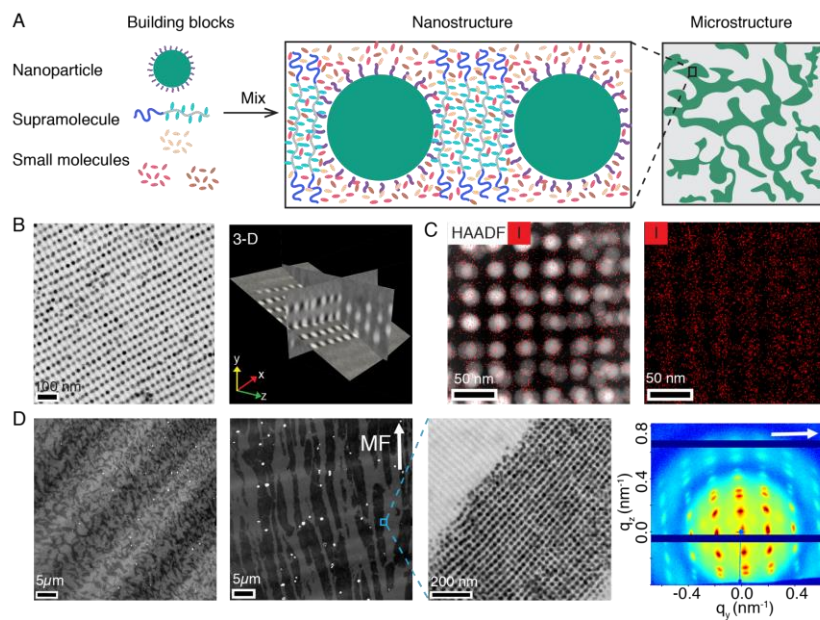 A
Building blocks
Nanostructure
Microstructure
Nanoparticle
Supramolecule
Small molecules
Mix
B
100 nm
3-D
y
x
z
C
HAADF
I
50 nm
I
50 nm
D
5µm
MF
5µm
200 nm
0.8
0.4
0.0
q_z (nm⁻¹)
-0.4
0.0
0.4
q_y (nm⁻¹)